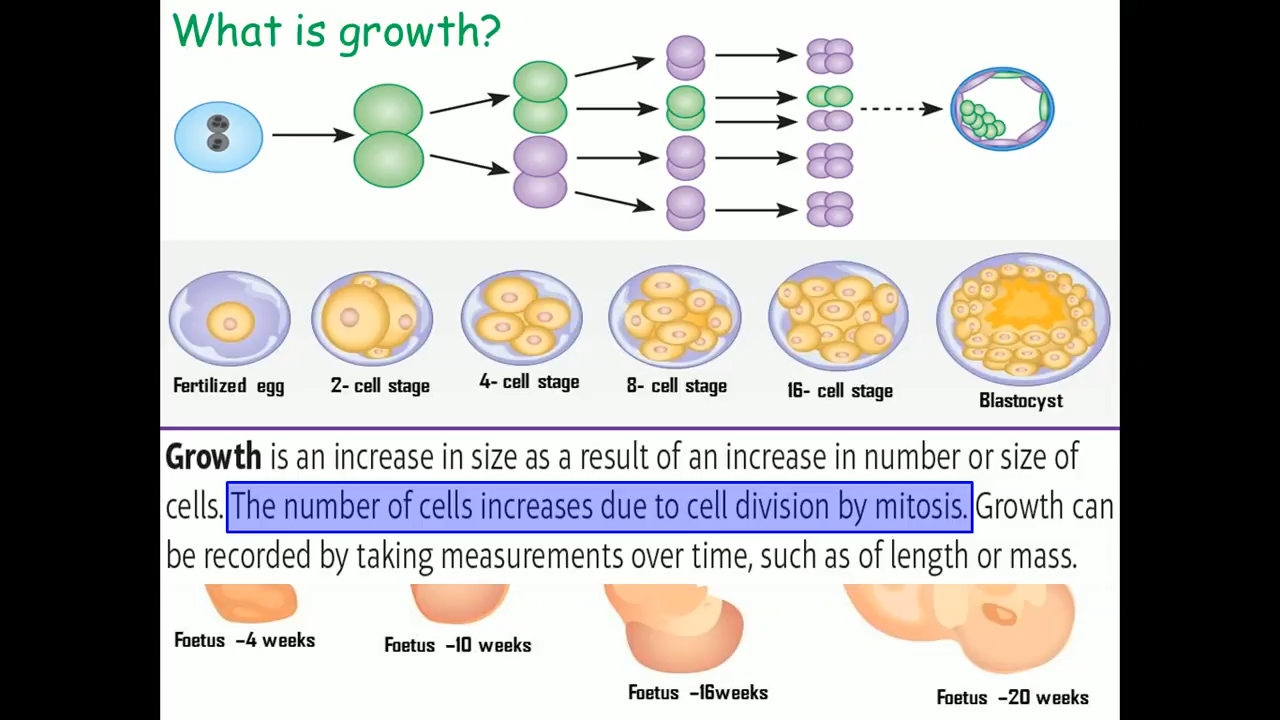 What is growth?
Fertilized egg
2- cell stage
4- cell stage
8- cell stage
16- cell stage
Blastocyst
Growth is an increase in size as a result of an increase in number or size of
cells. The number of cells increases due to cell division by mitosis. Growth can
be recorded by taking measurements over time, such as of length or mass.
Foetus -4 weeks
Foetus -10 weeks
Foetus -16weeks
Foetus -20 weeks